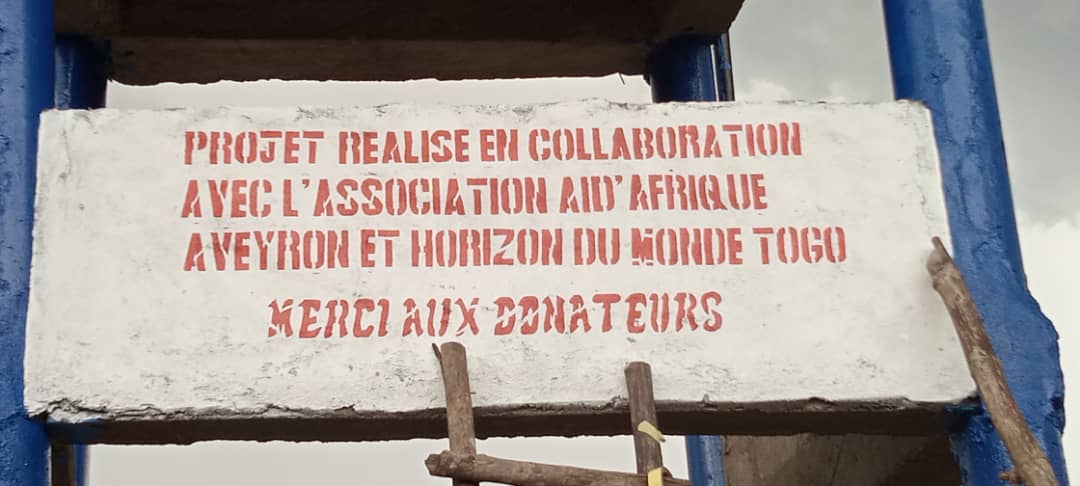 PROJET REALISE EN COLLABORATION
AVEC L'ASSOCIATION AID'AFRIQUE
AVEYRON ET HORIZON DU MONDE TOGO
MERCI AUX DONATEURS